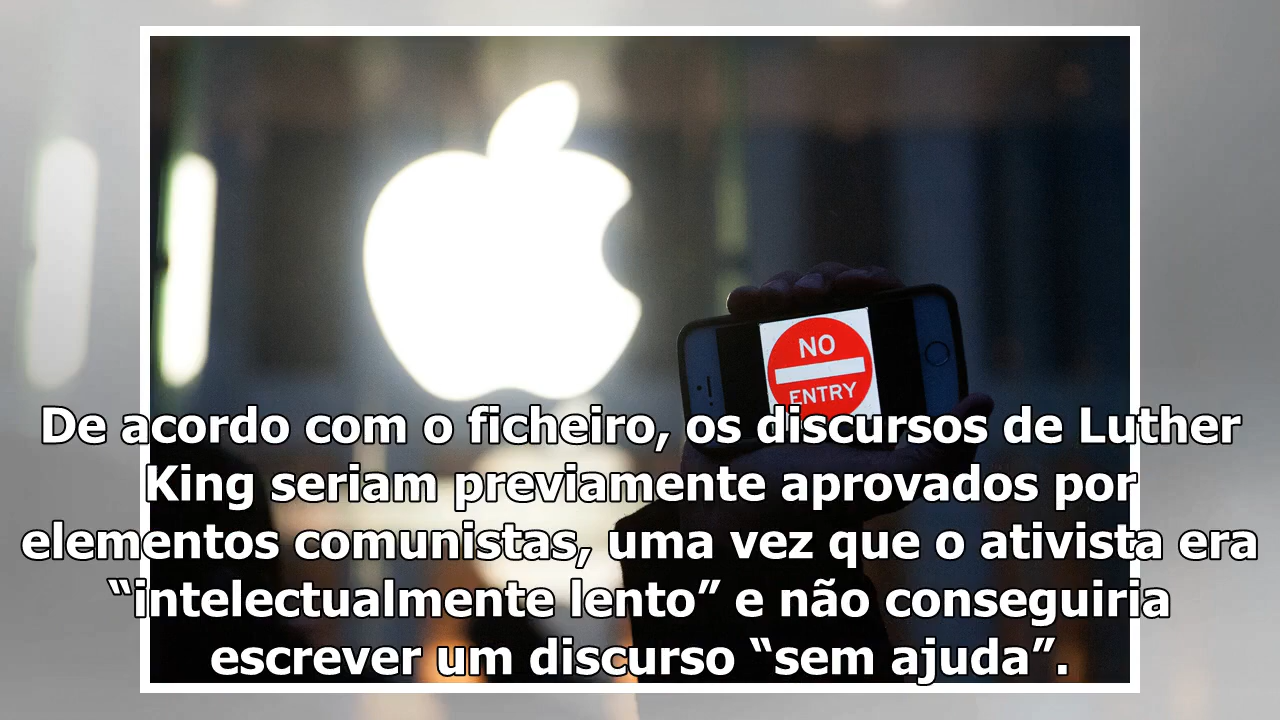 NO
ENTRY
De acordo com o ficheiro, os discursos de Luther
King seriam previamente aprovados por
elementos comunistas, uma vez que o ativista era
“intelectualmente lento” e não conseguiria
escrever um discurso “sem ajuda”.